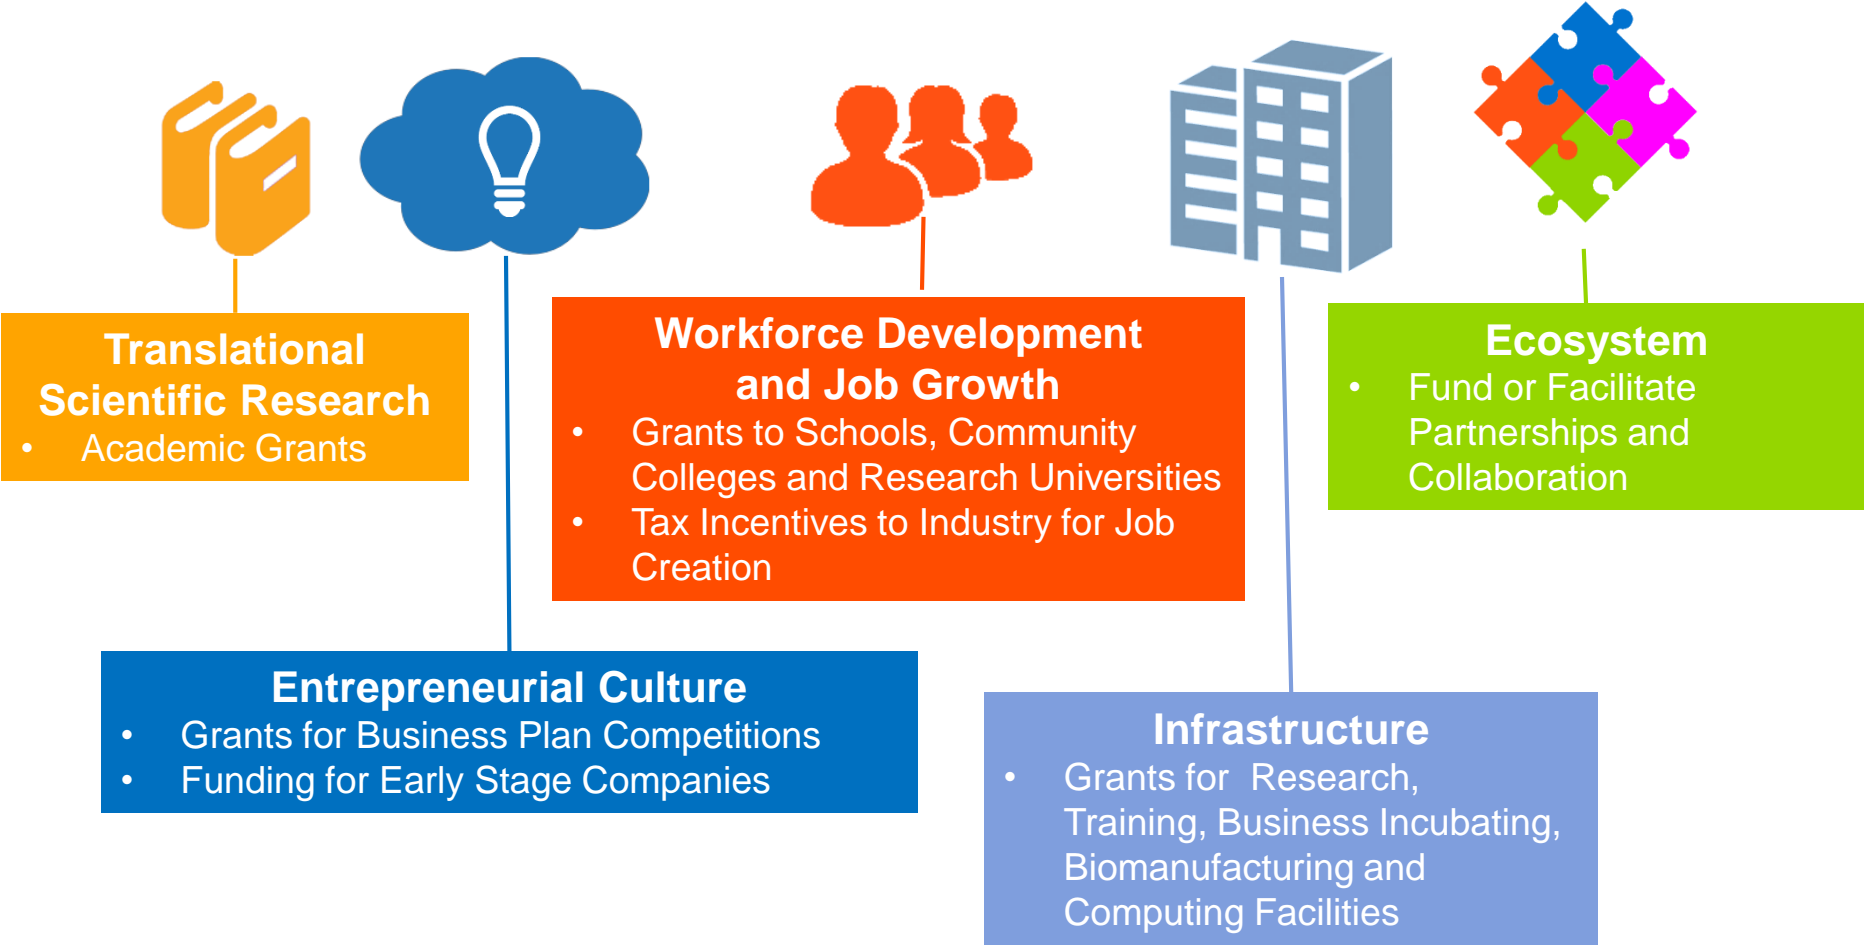 Translational
Scientific Research
• Academic Grants
Workforce Development
and Job Growth
• Grants to Schools, Community
Colleges and Research Universities
• Tax Incentives to Industry for Job
Creation
Ecosystem
• Fund or Facilitate
Partnerships and
Collaboration
Entrepreneurial Culture
• Grants for Business Plan Competitions
• Funding for Early Stage Companies
Infrastructure
• Grants for  Research,
Training, Business Incubating,
Biomanufacturing and
Computing Facilities